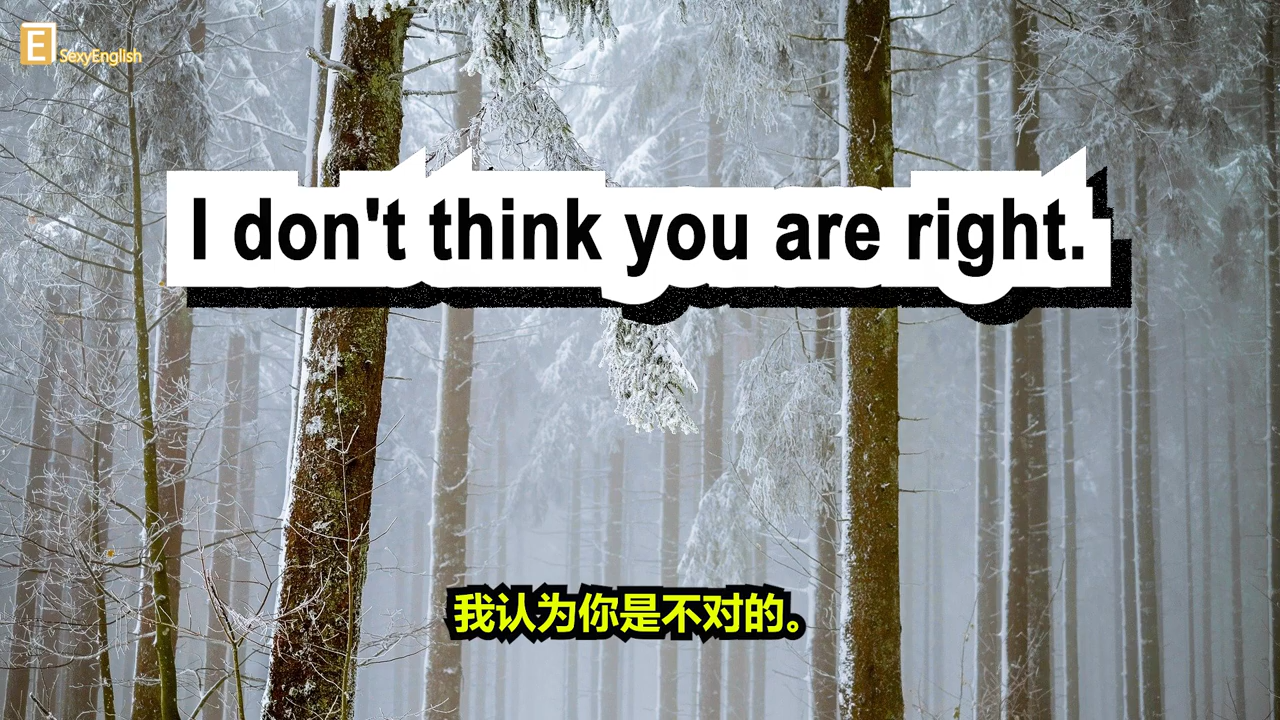 E SexyEnglish
I don't think you are right.
我认为你是不对的。